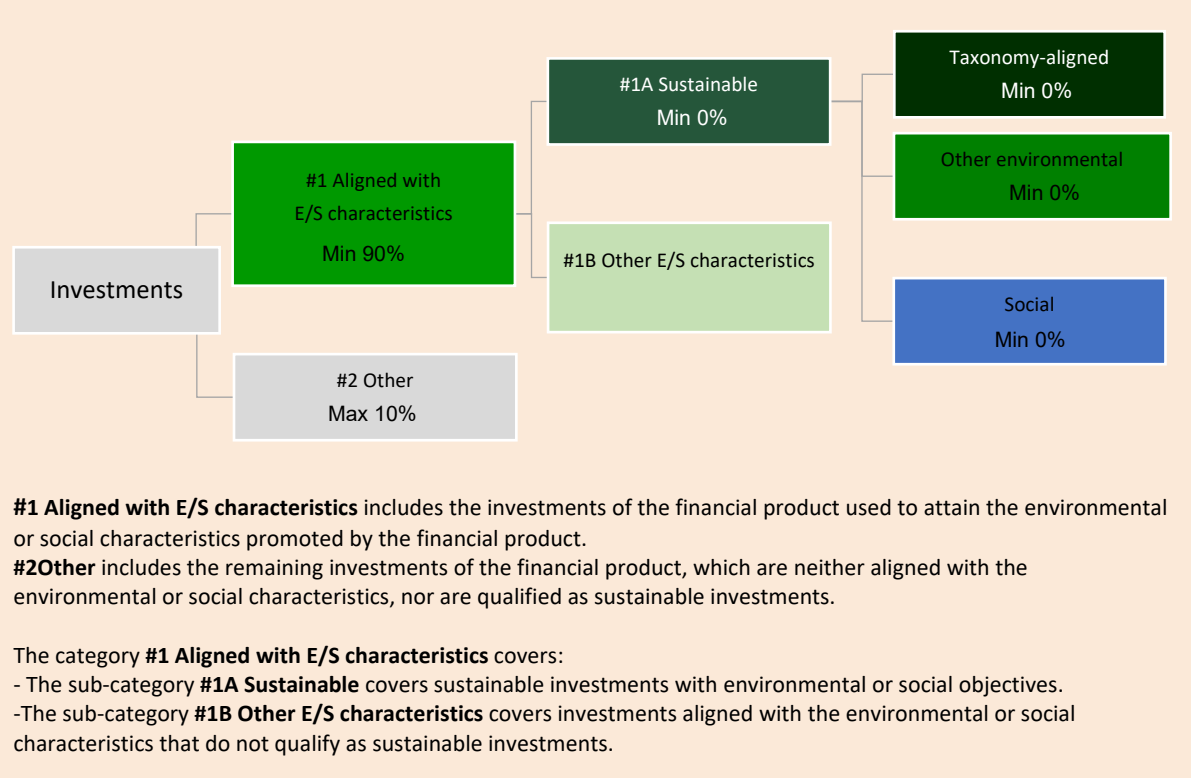 Investments
#1 Aligned with
E/S characteristics
Min 90%
#2 Other
Max 10%
#1A Sustainable
Min 0%
#1B Other E/S characteristics
Taxonomy-aligned
Min 0%
Other environmental
Min 0%
Social
Min 0%
#1 Aligned with E/S characteristics includes the investments of the financial product used to attain the environmental
or social characteristics promoted by the financial product.
#2Other includes the remaining investments of the financial product, which are neither aligned with the
environmental or social characteristics, nor are qualified as sustainable investments.
The category #1 Aligned with E/S characteristics covers:
- The sub-category #1A Sustainable covers sustainable investments with environmental or social objectives.
-The sub-category #1B Other E/S characteristics covers investments aligned with the environmental or social
characteristics that do not qualify as sustainable investments.